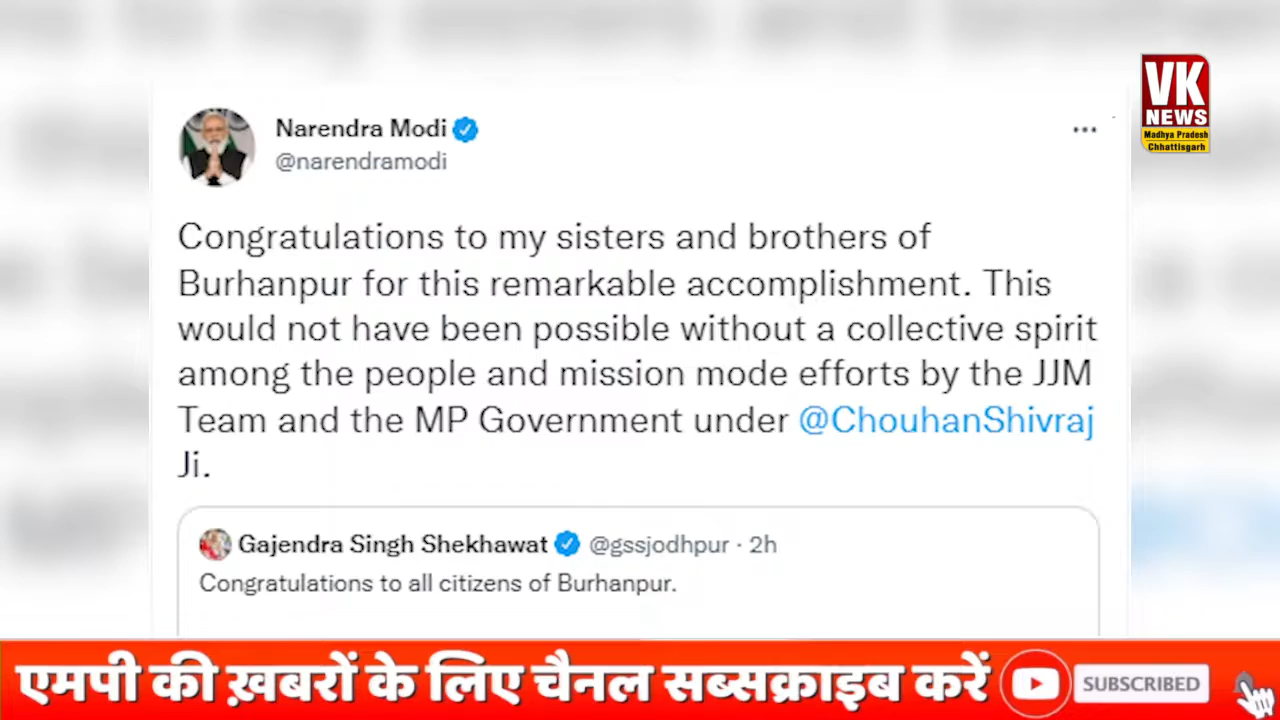 VK
NEWS
Madhya Pradesh
Chhattisgarh
Narendra Modi
@narendramodi
Congratulations to my sisters and brothers of
Burhanpur for this remarkable accomplishment. This
would not have been possible without a collective spirit
among the people and mission mode efforts by the JJM
Team and the MP Government under @ChouhanShivraj
Ji.
Gajendra Singh Shekhawat @gssjodhpur · 2h
Congratulations to all citizens of Burhanpur.
एमपी की ख़बरों के लिए चैनल सब्सक्राइब करें
SUBSCRIBED